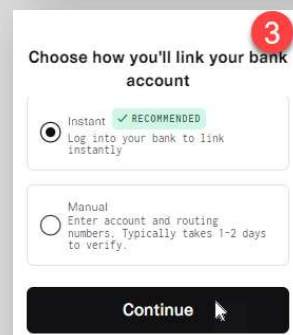 3
Choose how you'll link your bank
account
Instant ✓ RECOMMENDED
Log into your bank to link
instantly
Manual
Enter account and routing
numbers. Typically takes 1-2 days
to verify.
Continue